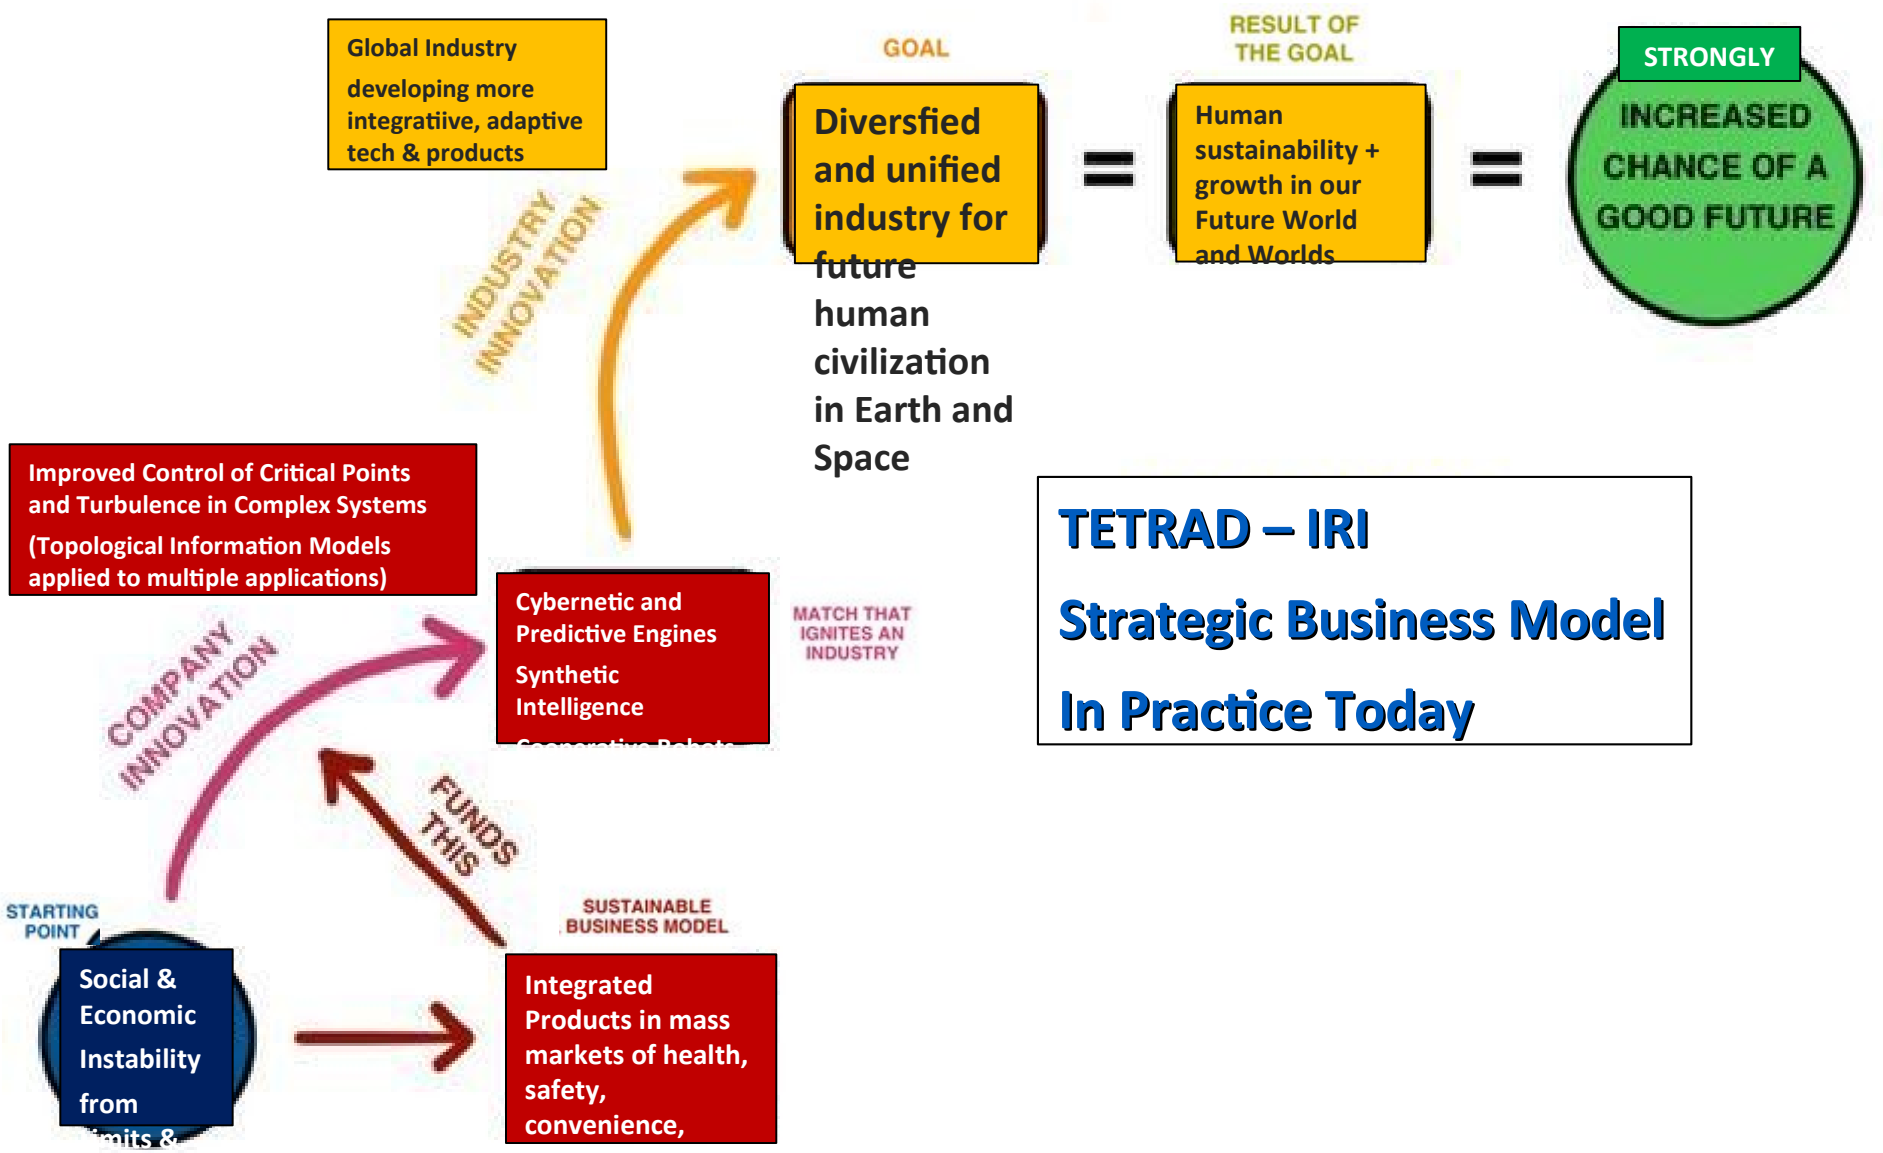 Global Industry
developing more
integratiive, adaptive
tech & products
GOAL
Diversfied
and unified
industry for
future
human
civilization
in Earth and
Space
=
RESULT OF
THE GOAL
Human
sustainability +
growth in our
Future World
and Worlds
=
STRONGLY
INCREASED
CHANCE OF A
GOOD FUTURE
INDUSTRY
INNOVATION
Improved Control of Critical Points
and Turbulence in Complex Systems
(Topological Information Models
applied to multiple applications)
TETRAD – IRI
Strategic Business Model
In Practice Today
Cybernetic and
Predictive Engines
Synthetic
Intelligence
Cooperative Robots
MATCH THAT
IGNITES AN
INDUSTRY
COMPANY
INNOVATION
FUNDS
THIS
STARTING
POINT
Social &
Economic
Instability
from
limits &
SUSTAINABLE
BUSINESS MODEL
Integrated
Products in mass
markets of health,
safety,
convenience,